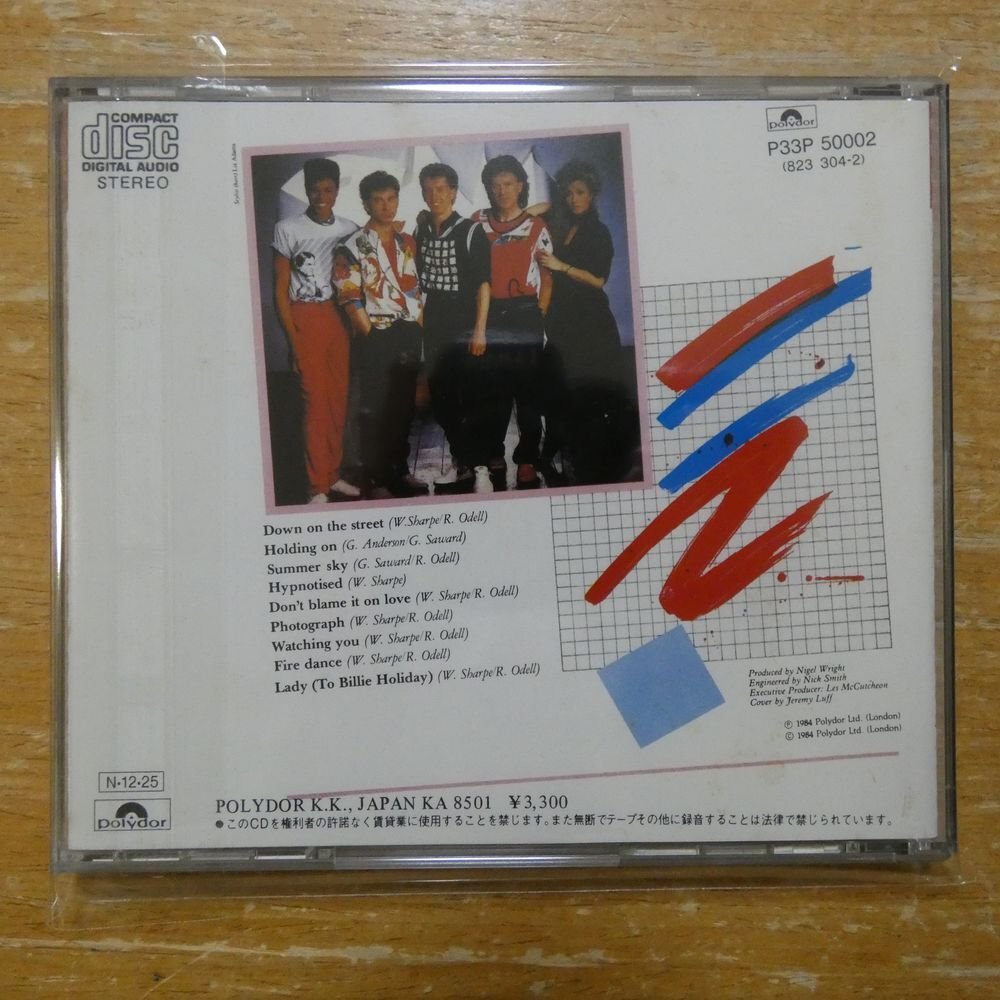 COMPACT
disc
DIGITAL AUDIO
STEREO
polydor
P33P 50002
(823 304-2)
Down on the street (W.Sharpe/R. Odell)
Holding on (G. Anderson/G. Saward)
Summer sky (G. Saward/R. Odell)
Hypnotised (W. Sharpe)
Don't blame it on love (W. Sharpe/R. Odell)
Photograph (W. Sharpe/R. Odell)
Watching you (W. Sharpe/R. Odell)
Fire dance (W. Sharpe/R. Odell)
Lady (To Billie Holiday) (W. Sharpe/R. Odell)
Produced by Nigel Wright
Engineered by Nick Smith
Executive Producer: Les McCutcheon
Cover by Jeremy Luff
℗ 1984 Polydor Ltd. (London)
© 1984 Polydor Ltd. (London)
N·12·25
polydor
POLYDOR K.K., JAPAN KA 8501 ¥3,300
●このCDを権利者の許諾なく賃貸業に使用することを禁じます。また無断でテープその他に録音することは法律で禁じられています。